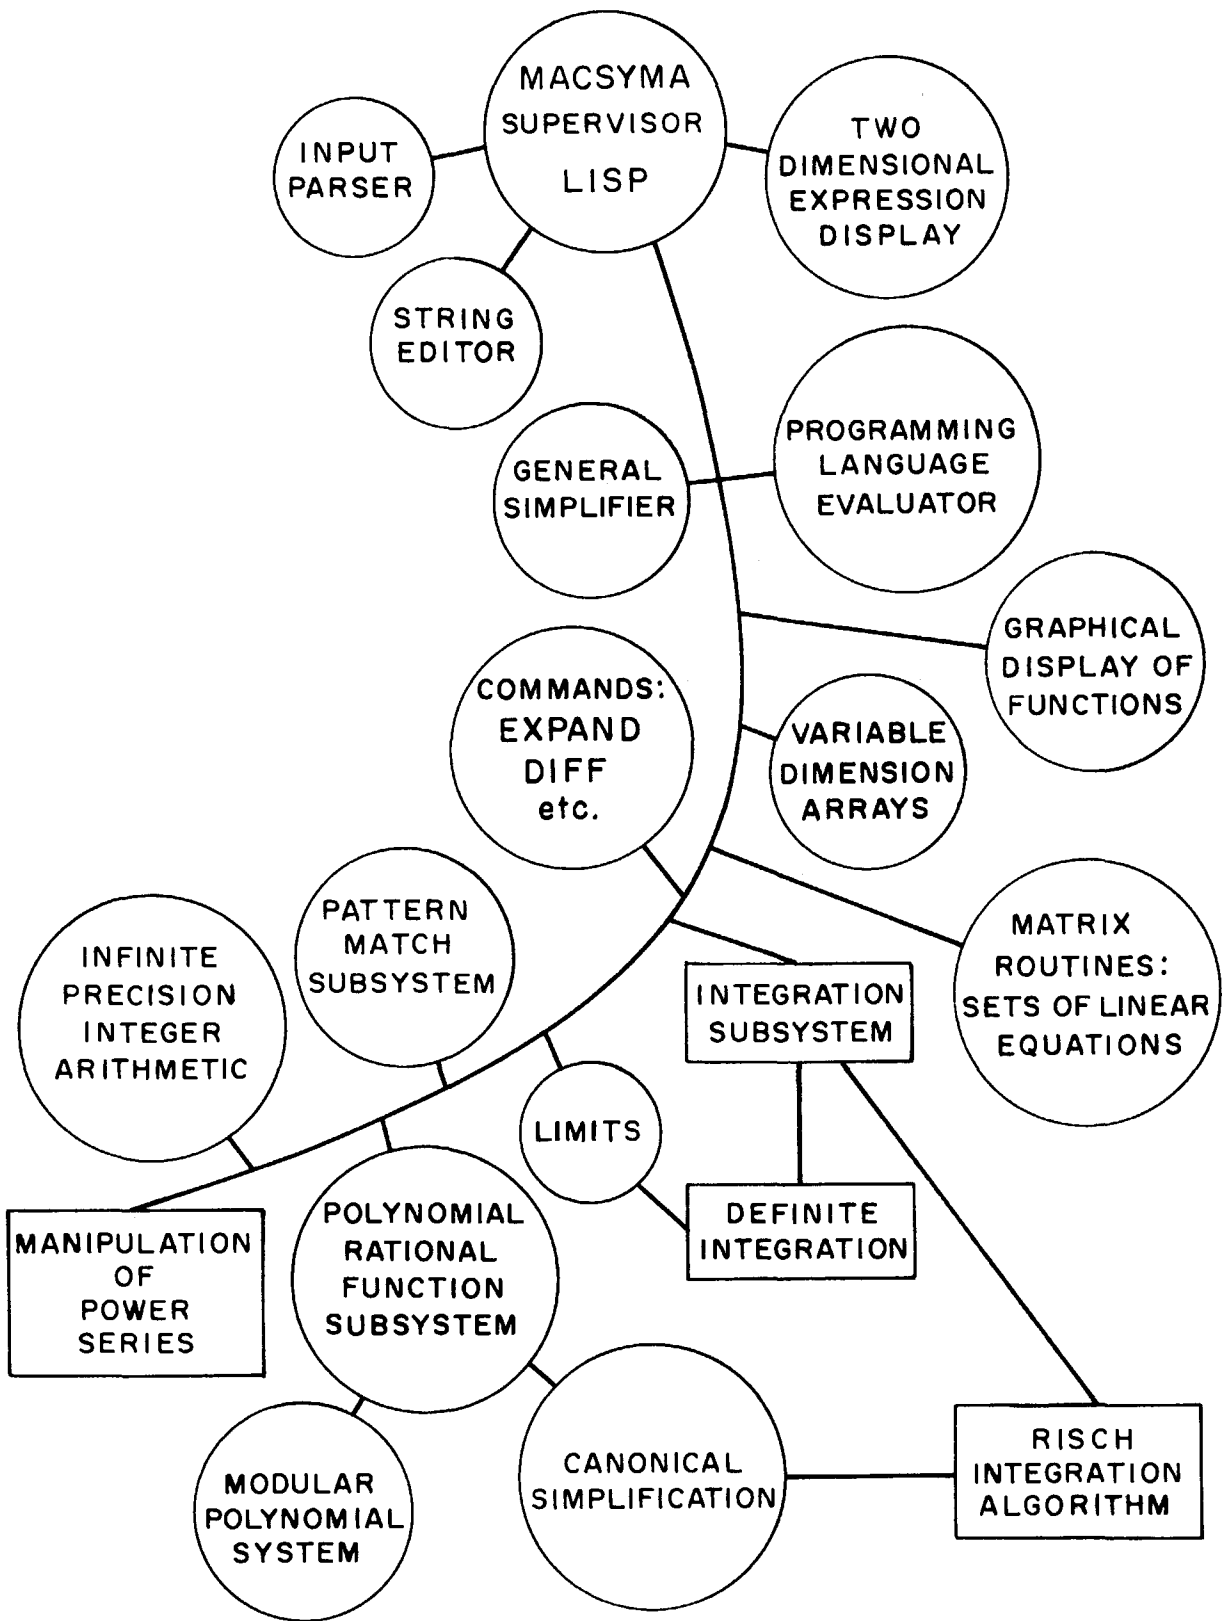 MACSYMA
SUPERVISOR
LISP
INPUT
PARSER
TWO
DIMENSIONAL
EXPRESSION
DISPLAY
STRING
EDITOR
GENERAL
SIMPLIFIER
PROGRAMMING
LANGUAGE
EVALUATOR
GRAPHICAL
DISPLAY OF
FUNCTIONS
COMMANDS:
EXPAND
DIFF
etc.
VARIABLE
DIMENSION
ARRAYS
PATTERN
MATCH
SUBSYSTEM
INFINITE
PRECISION
INTEGER
ARITHMETIC
INTEGRATION
SUBSYSTEM
MATRIX
ROUTINES:
SETS OF LINEAR
EQUATIONS
LIMITS
MANIPULATION
OF
POWER
SERIES
POLYNOMIAL
RATIONAL
FUNCTION
SUBSYSTEM
DEFINITE
INTEGRATION
MODULAR
POLYNOMIAL
SYSTEM
CANONICAL
SIMPLIFICATION
RISCH
INTEGRATION
ALGORITHM